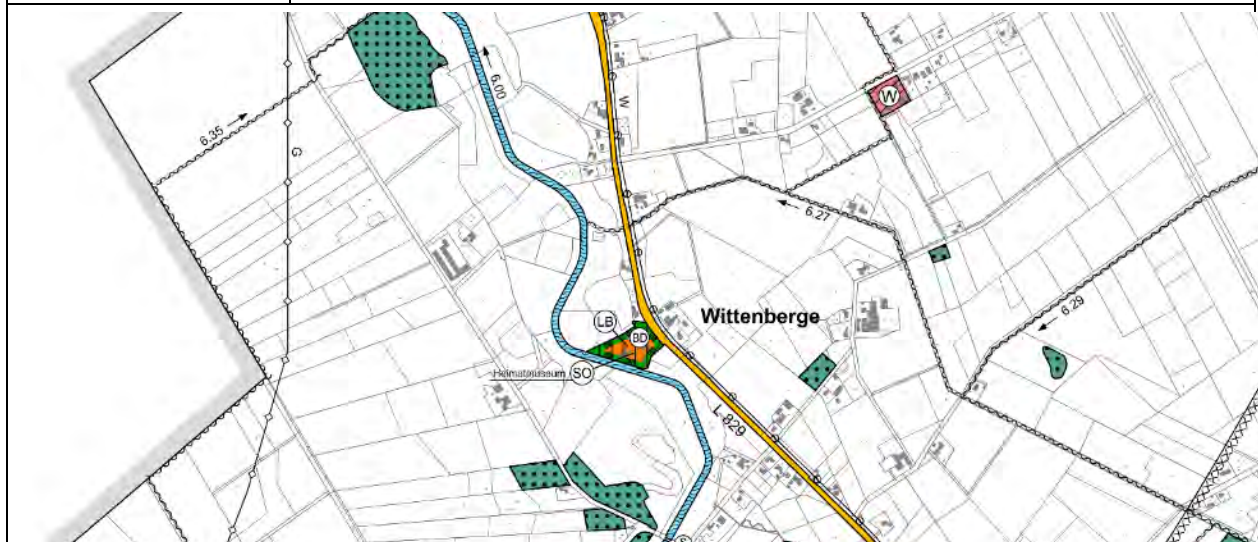 6.00
W
W
6.35
G
6.27
6.29
Wittenberge
LB
BD
Heimatmuseum SO
L 829